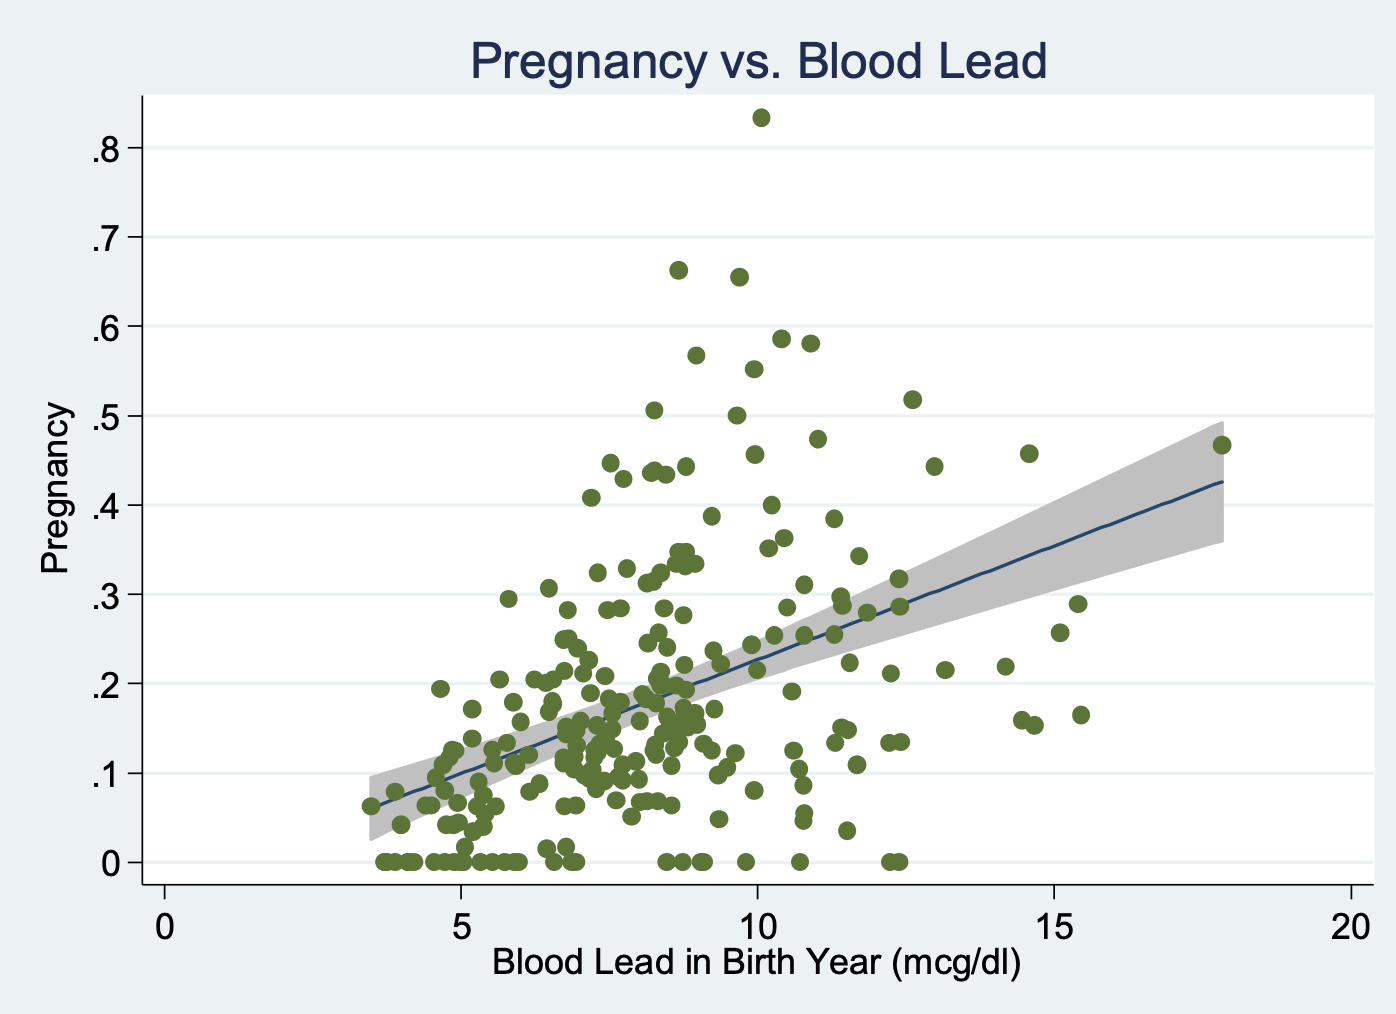 Pregnancy vs. Blood Lead
Pregnancy
.8
.7
.6
.5
.4
.3
.2
.1
0
0 5 10 15 20
Blood Lead in Birth Year (mcg/dl)